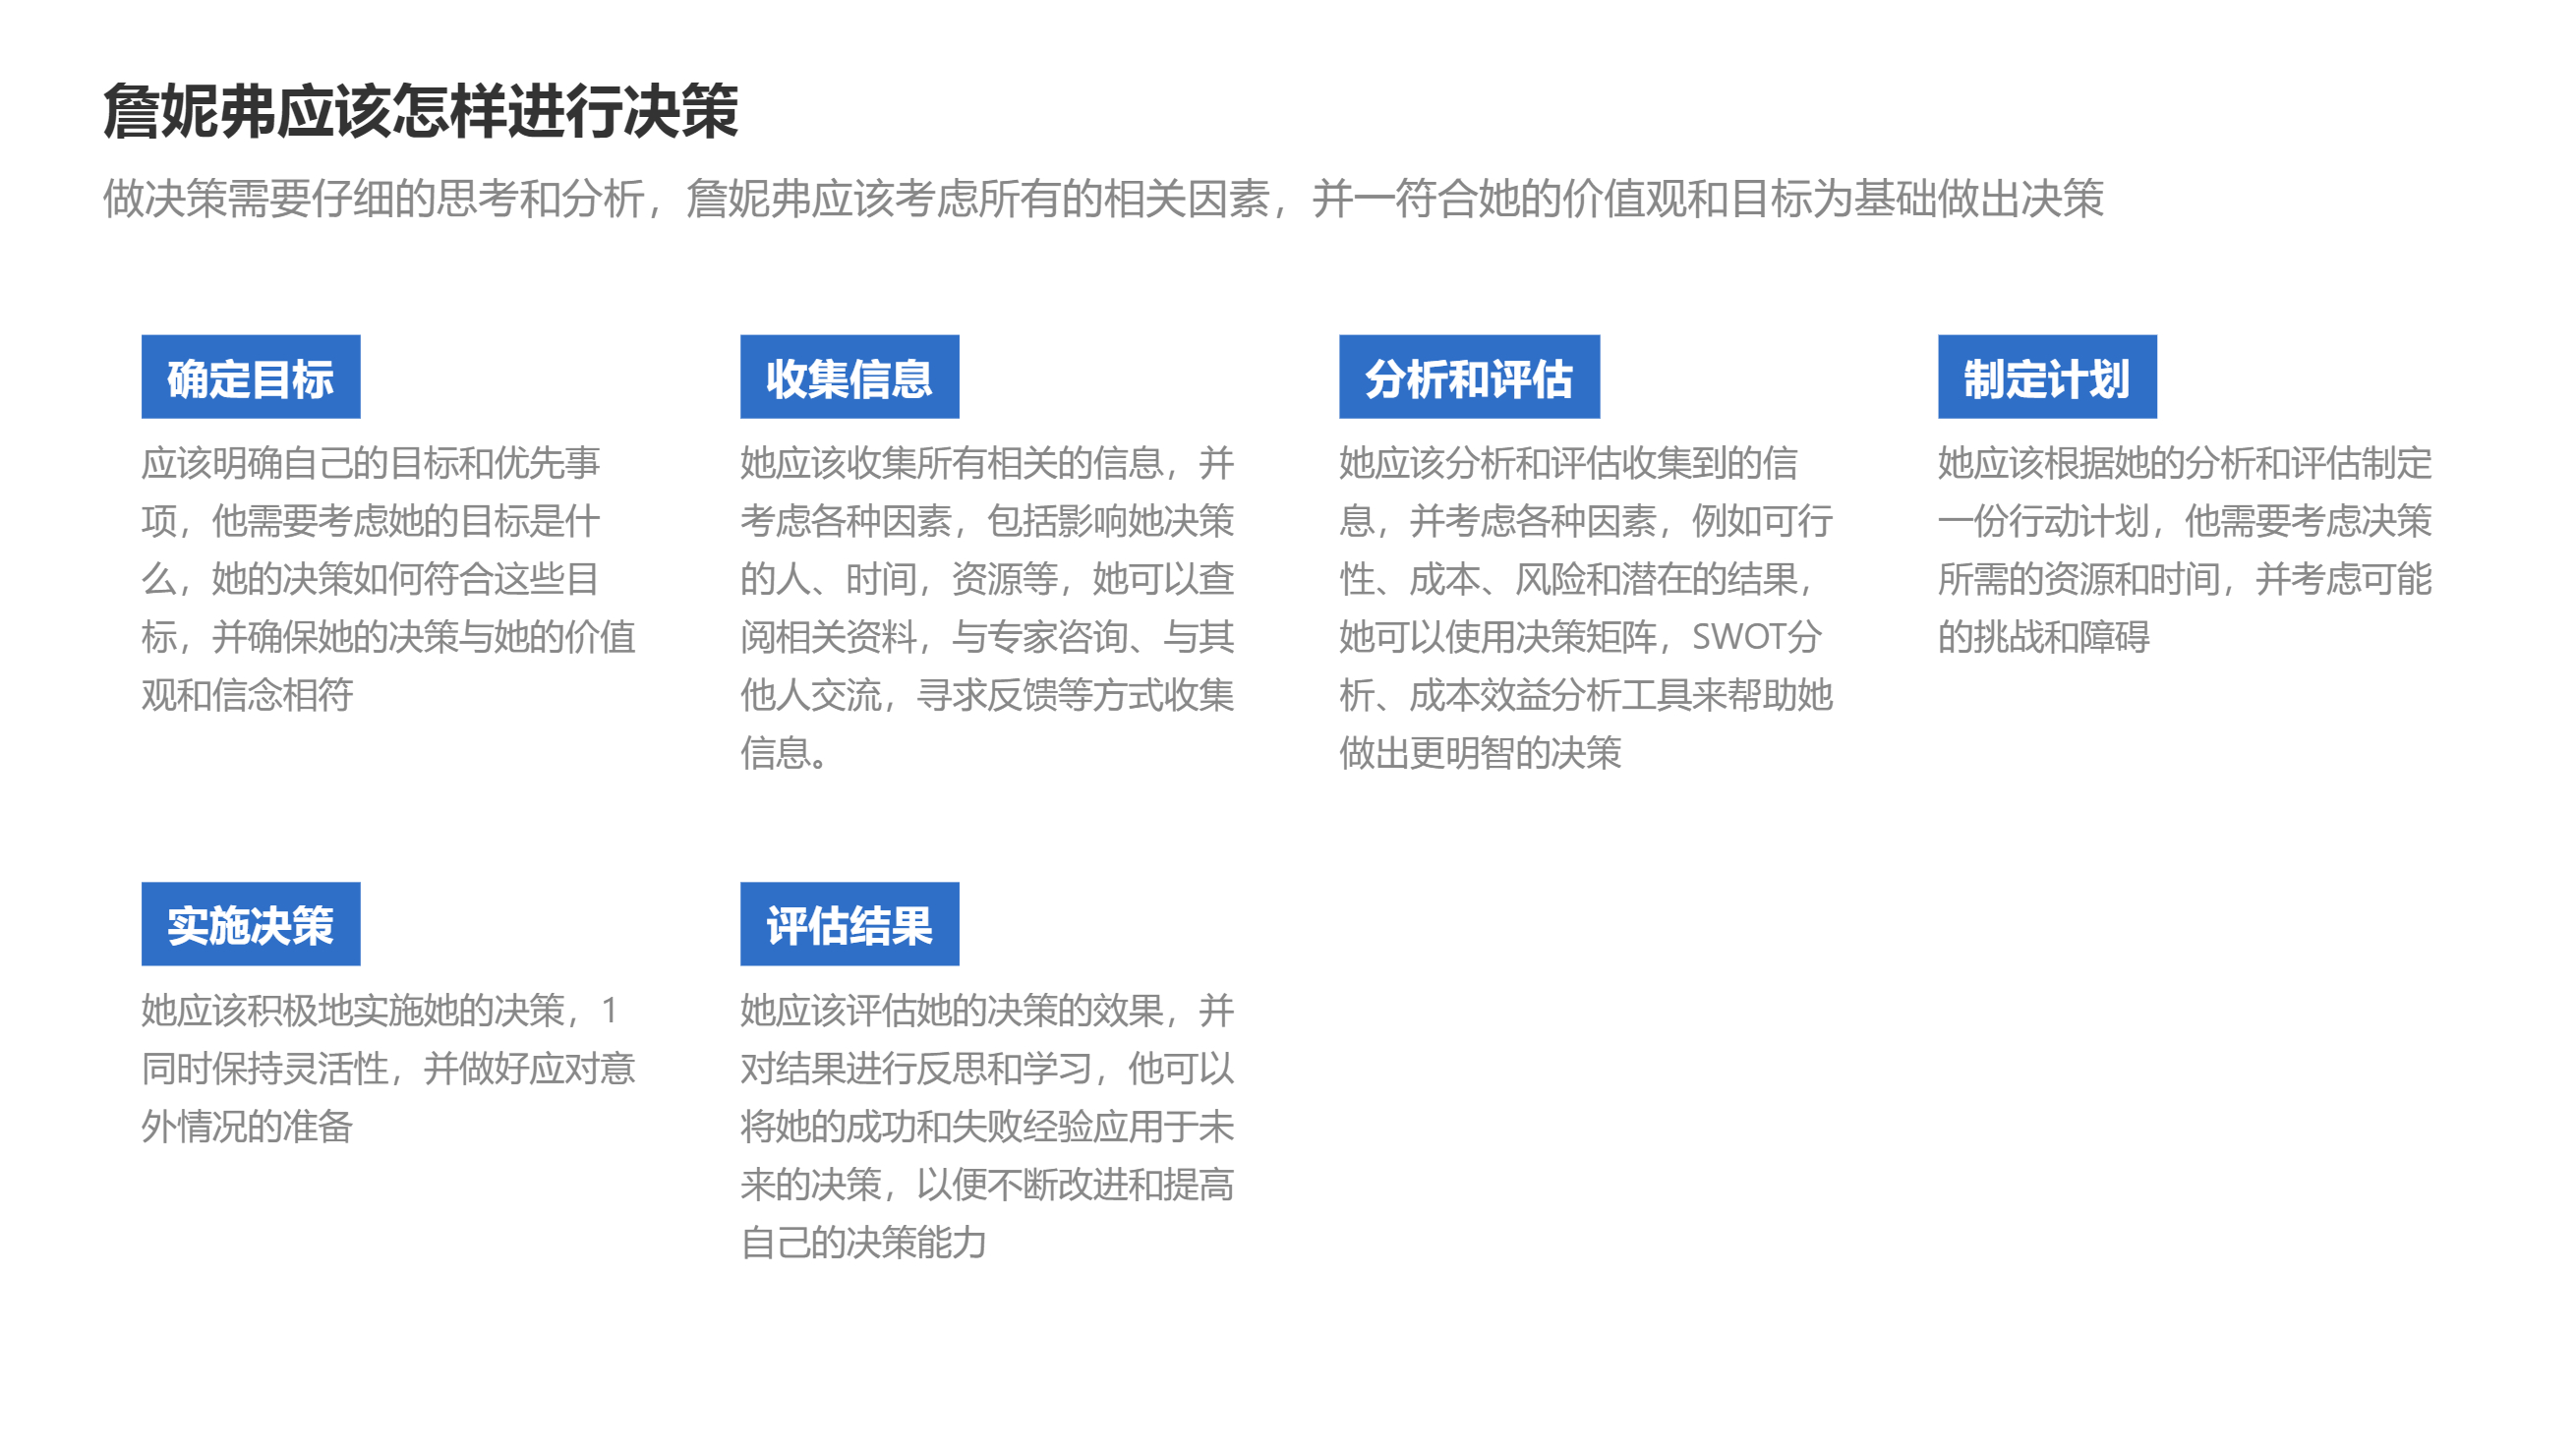 詹妮弗应该怎样进行决策
做决策需要仔细的思考和分析，詹妮弗应该考虑所有的相关因素，并一符合她的价值观和目标为基础做出决策
确定目标
应该明确自己的目标和优先事
项，他需要考虑她的目标是什
么，她的决策如何符合这些目
标，并确保她的决策与她的价值
观和信念相符
收集信息
她应该收集所有相关的信息，并
考虑各种因素，包括影响她决策
的人、时间，资源等，她可以查
阅相关资料，与专家咨询、与其
他人交流，寻求反馈等方式收集
信息。
分析和评估
她应该分析和评估收集到的信
息，并考虑各种因素，例如可行
性、成本、风险和潜在的结果，
她可以使用决策矩阵，SWOT分
析、成本效益分析工具来帮助她
做出更明智的决策
制定计划
她应该根据她的分析和评估制定
一份行动计划，他需要考虑决策
所需的资源和时间，并考虑可能
的挑战和障碍
实施决策
她应该积极地实施她的决策，1
同时保持灵活性，并做好应对意
外情况的准备
评估结果
她应该评估她的决策的效果，并
对结果进行反思和学习，他可以
将她的成功和失败经验应用于未
来的决策，以便不断改进和提高
自己的决策能力